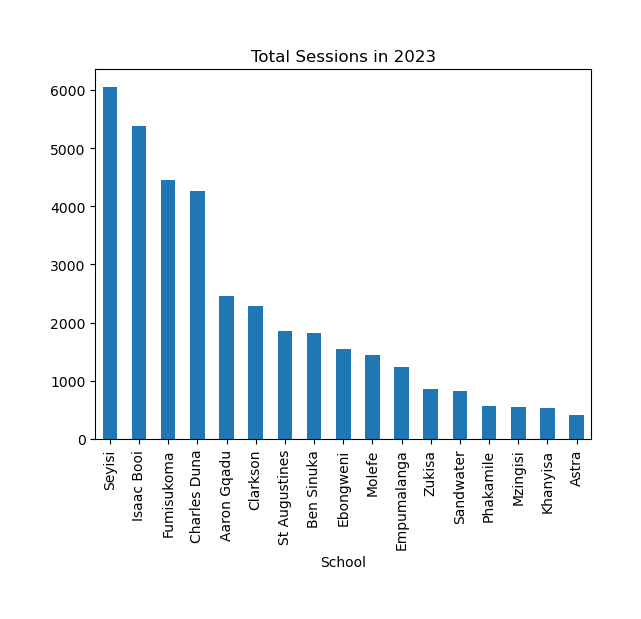 Total Sessions in 2023
6000
5000
4000
3000
2000
1000
0
Seyisi
Isaac Booi
Fumisukoma
Charles Duna
Aaron Gqadu
Clarkson
St Augustines
Ben Sinuka
Ebongweni
Molefe
Empumalanga
Zukisa
Sandwater
Phakamile
Mzingisi
Khanyisa
Astra
School